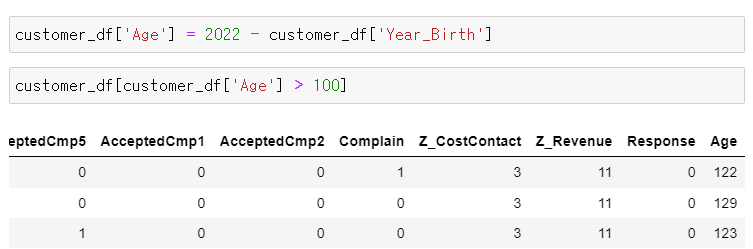 customer_df['Age'] = 2022 - customer_df['Year_Birth']
customer_df[customer_df['Age'] > 100]
eptedCmp5 AcceptedCmp1 AcceptedCmp2 Complain Z_CostContact Z_Revenue Response Age
0 0 0 1 3 11 0 122
0 0 0 0 3 11 0 129
1 0 0 0 3 11 0 123